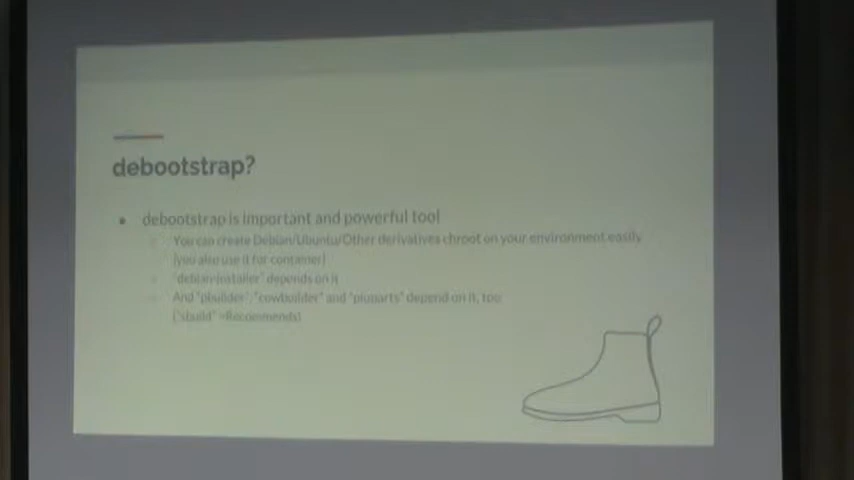 debootstrap?
debootstrap is important and powerful tool
You can create Debian/Ubuntu/Other derivatives chroot on your environment easily
(you also use it for container)
"debian-installer" depends on it
And "pbuilder", "cowbuilder" and "piuparts" depend on it, too
("sbuild" =Recommends)